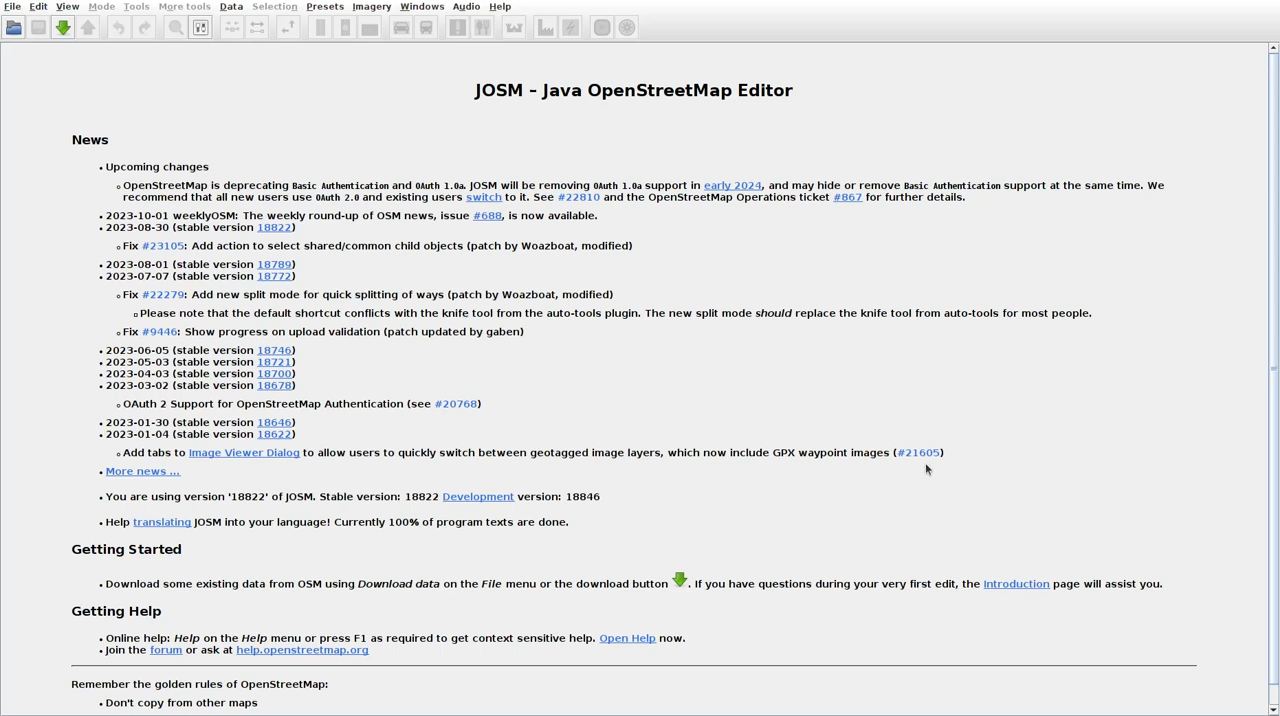 File Edit View Mode Tools More tools Data Selection Presets Imagery Windows Audio Help
JOSM – Java OpenStreetMap Editor
News
Upcoming changes
OpenStreetMap is deprecating Basic Authentication and OAuth 1.0a. JOSM will be removing OAuth 1.0a support in early 2024, and may hide or remove Basic Authentication support at the same time. We
recommend that all new users use OAuth 2.0 and existing users switch to it. See #22810 and the OpenStreetMap Operations ticket #867 for further details.
2023-10-01 weeklyOSM: The weekly round-up of OSM news, issue #688, is now available.
2023-08-30 (stable version 18822)
Fix #23105: Add action to select shared/common child objects (patch by Woazboat, modified)
2023-08-01 (stable version 18789)
2023-07-07 (stable version 18772)
Fix #22279: Add new split mode for quick splitting of ways (patch by Woazboat, modified)
Please note that the default shortcut conflicts with the knife tool from the auto-tools plugin. The new split mode should replace the knife tool from auto-tools for most people.
Fix #9446: Show progress on upload validation (patch updated by gaben)
2023-06-05 (stable version 18746)
2023-05-03 (stable version 18721)
2023-04-03 (stable version 18700)
2023-03-02 (stable version 18678)
OAuth 2 Support for OpenStreetMap Authentication (see #20768)
2023-01-30 (stable version 18646)
2023-01-04 (stable version 18622)
Add tabs to Image Viewer Dialog to allow users to quickly switch between geotagged image layers, which now include GPX waypoint images (#21605)
More news ...
You are using version '18822' of JOSM. Stable version: 18822 Development version: 18846
Help translating JOSM into your language! Currently 100% of program texts are done.
Getting Started
Download some existing data from OSM using Download data on the File menu or the download button . If you have questions during your very first edit, the Introduction page will assist you.
Getting Help
Online help: Help on the Help menu or press F1 as required to get context sensitive help. Open Help now.
Join the forum or ask at help.openstreetmap.org
Remember the golden rules of OpenStreetMap:
Don't copy from other maps